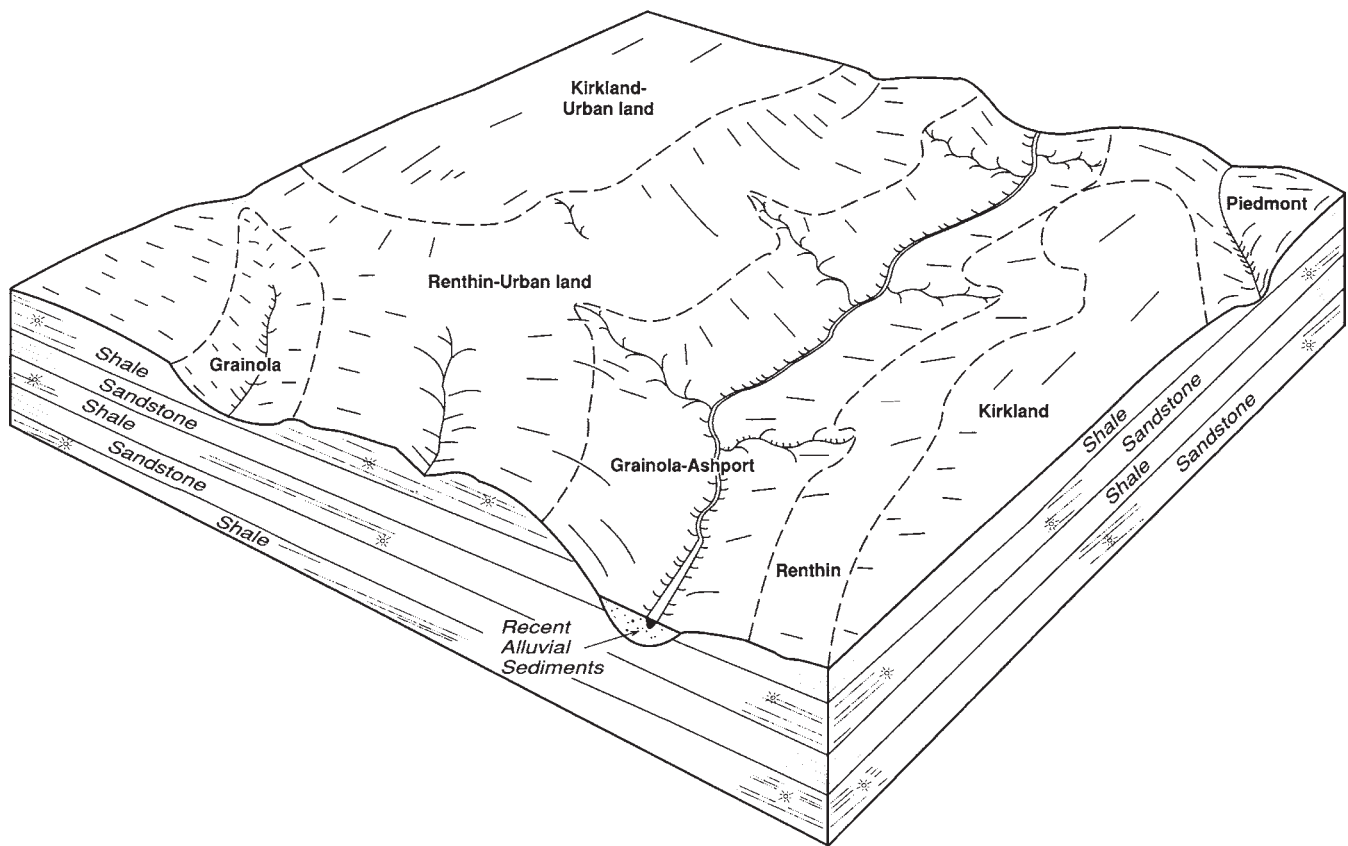 Kirkland-
Urban land
Piedmont
Renthin-Urban land
Grainola
Shale
Sandstone
Shale
Sandstone
Shale
Kirkland
Shale
Sandstone
Shale
Sandstone
Grainola-Ashport
Renthin
Recent
Alluvial
Sediments